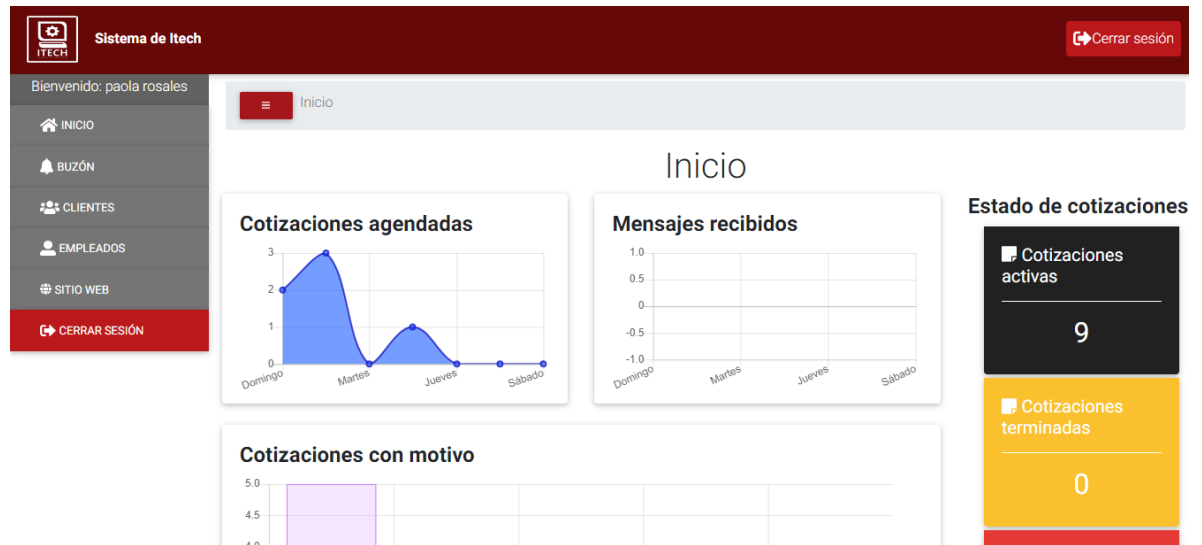 ITECH
Sistema de Itech
Cerrar sesión
Bienvenido: paola rosales
INICIO
BUZÓN
CLIENTES
EMPLEADOS
SITIO WEB
CERRAR SESIÓN
Inicio
Inicio
Cotizaciones agendadas
3
2
1
0
Domingo Martes Jueves Sábado
Mensajes recibidos
1.0
0.5
0
-0.5
-1.0
Domingo Martes Jueves Sábado
Cotizaciones con motivo
5.0
4.5
4.0
Estado de cotizaciones
Cotizaciones
activas
9
Cotizaciones
terminadas
0